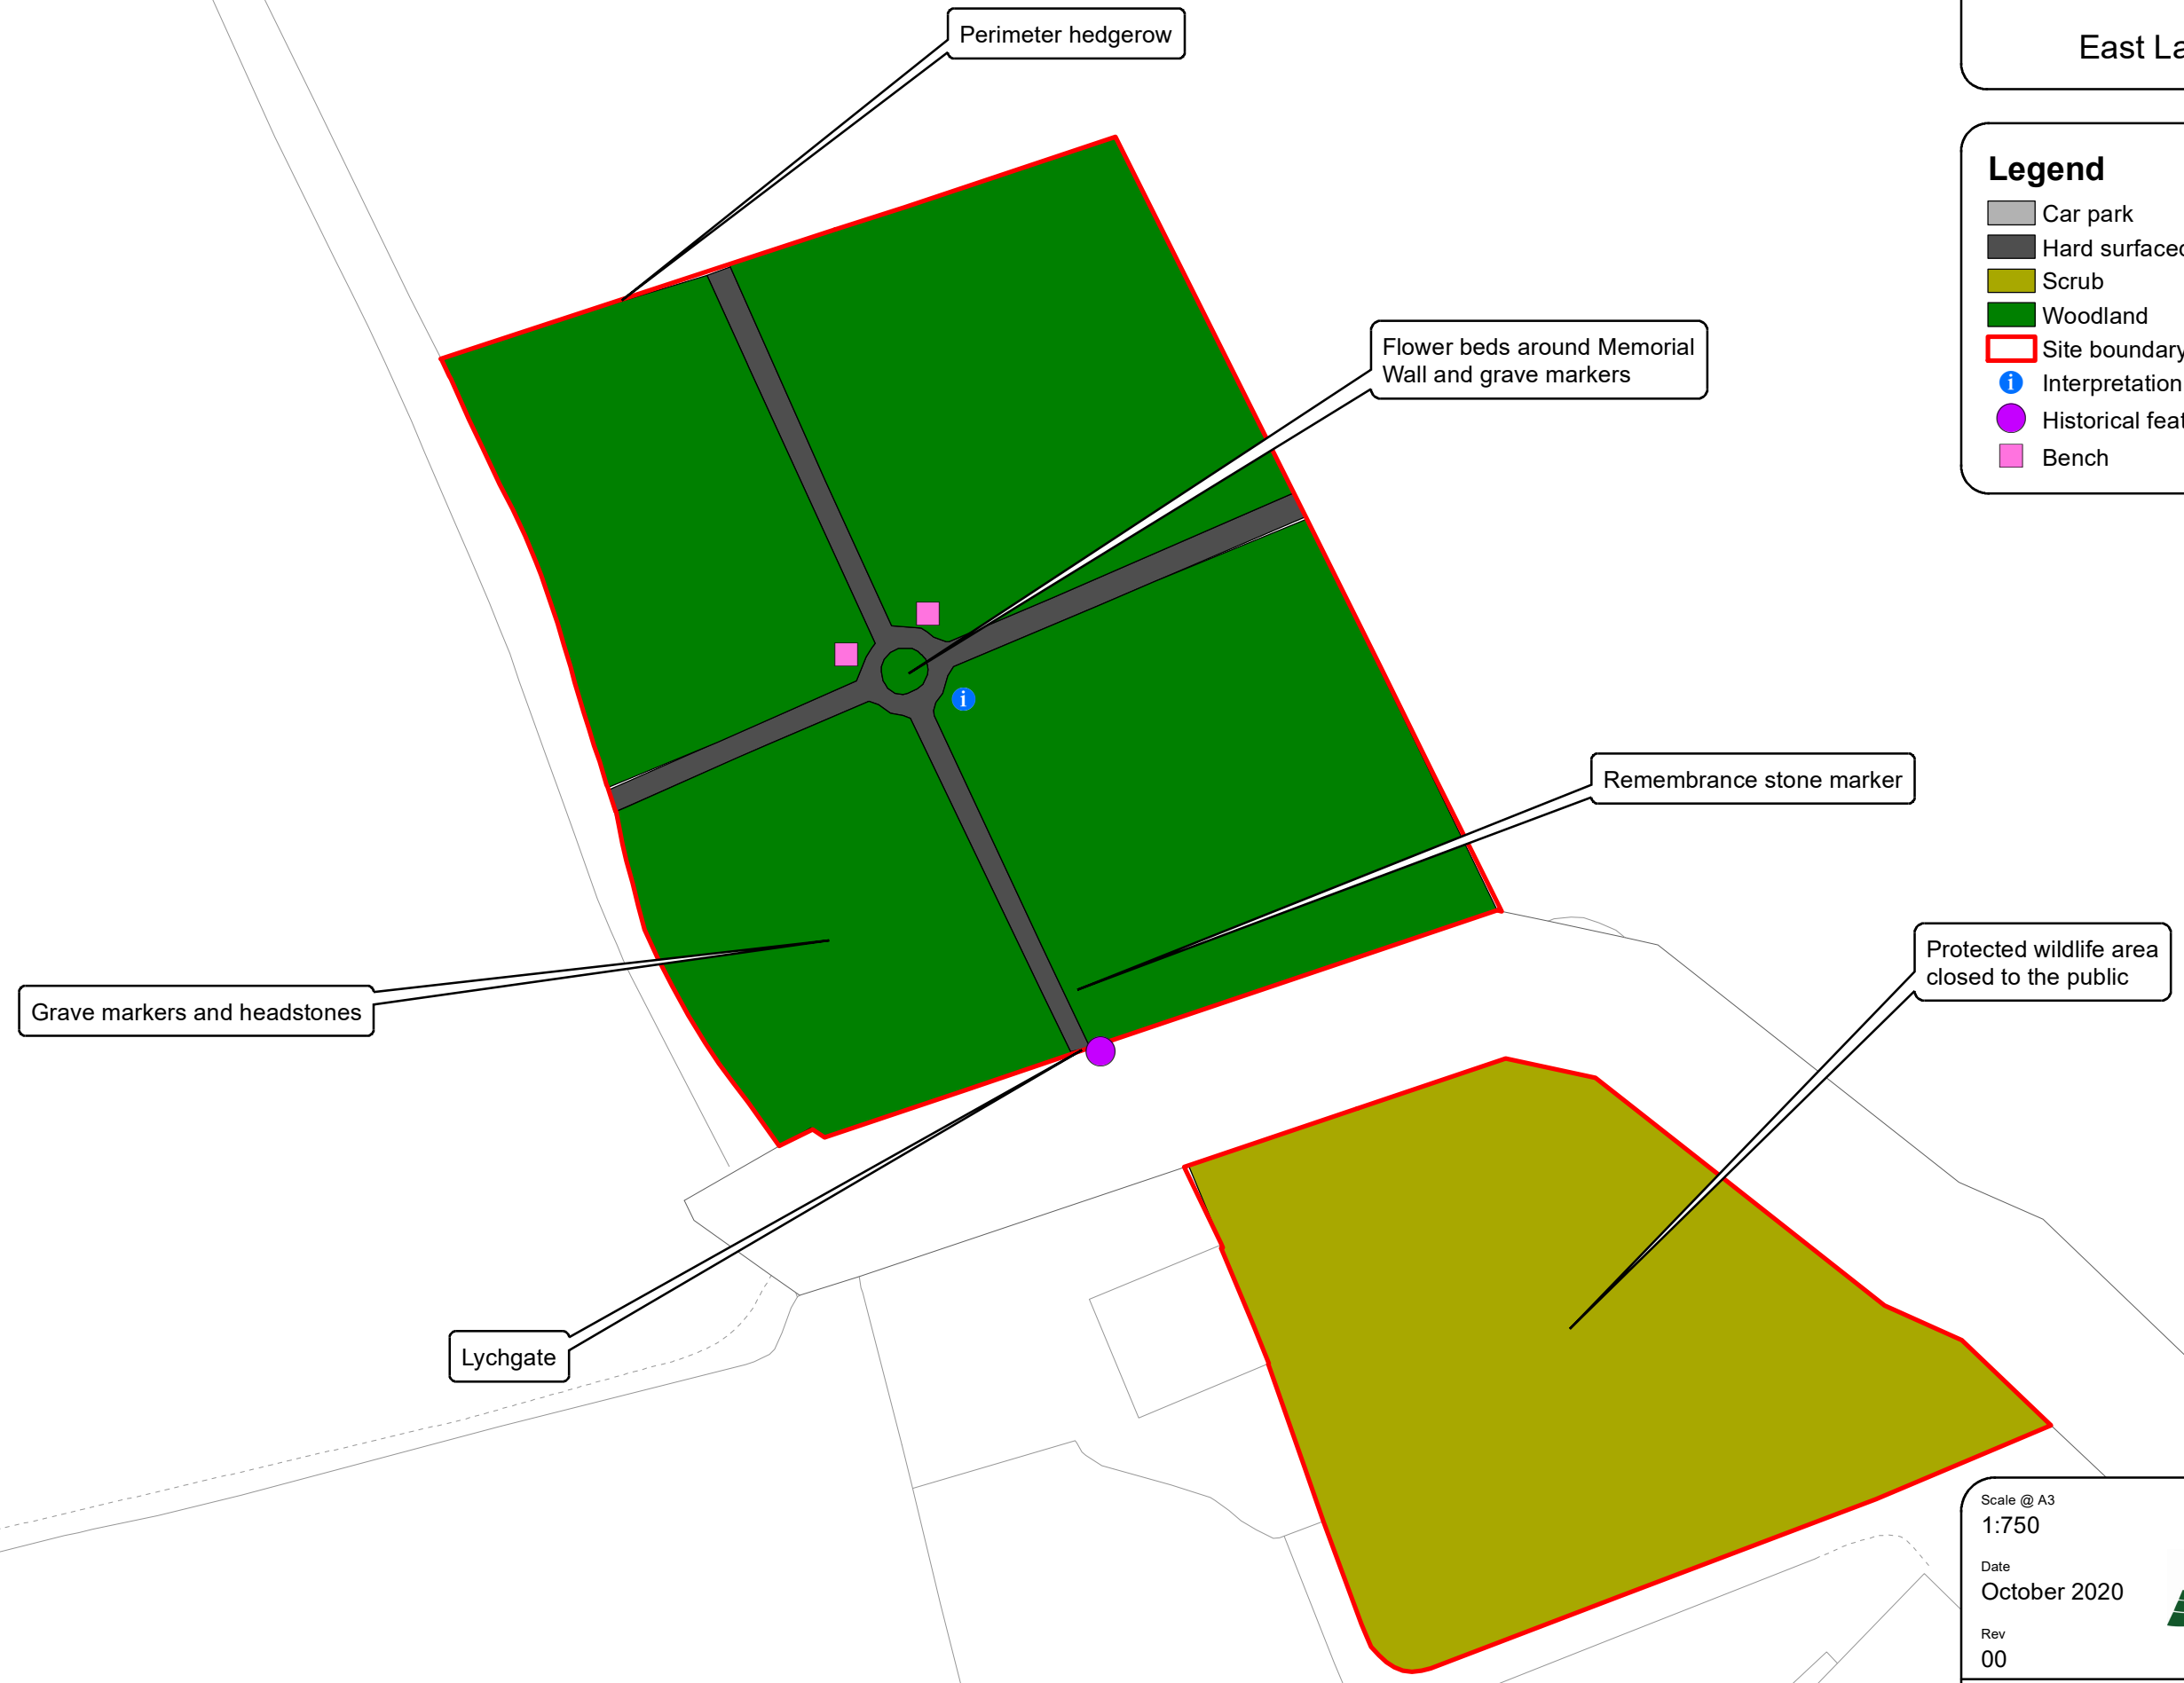 Perimeter hedgerow
East La
Legend
Car park
Hard surfaced
Scrub
Woodland
Site boundary
Interpretation
Historical feat
Bench
Flower beds around Memorial
Wall and grave markers
Remembrance stone marker
Protected wildlife area
closed to the public
Grave markers and headstones
Lychgate
Scale @ A3
1:750
Date
October 2020
Rev
00